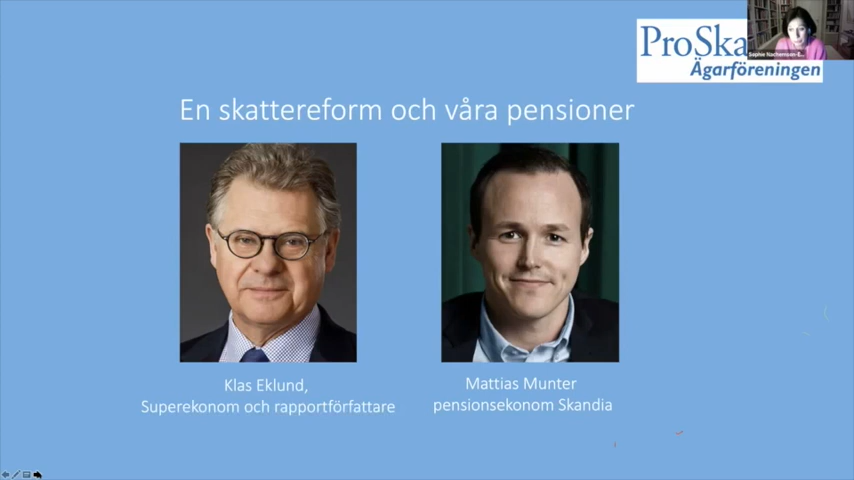 ProSka
Ägarföreningen
En skattereform och våra pensioner
Klas Eklund,
Superekonom och rapportförfattare
Mattias Munter
pensionsekonom Skandia